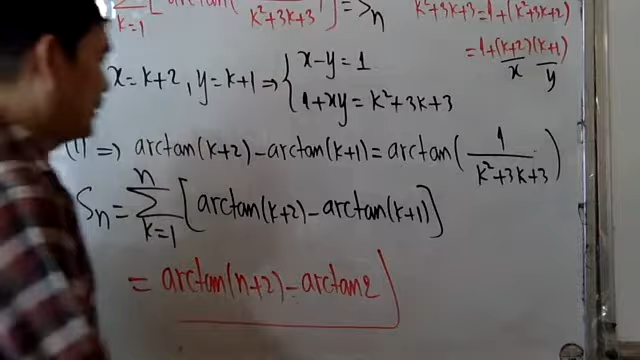 ∑ k=1 [arctan( / k²+3k+3)] = Sn
k²+3k+3=1+(k²+3k+2)
=1+(k+2)(k+1)
x y
x=k+2, y=k+1 ⇒ { x-y=1
1+xy=k²+3k+3
(1) ⇒ arctan(k+2)-arctan(k+1)=arctan(1/(k²+3k+3))
Sn=∑ n k=1 [arctan(k+2)-arctan(k+1)]
= arctan(n+2)-arctan2